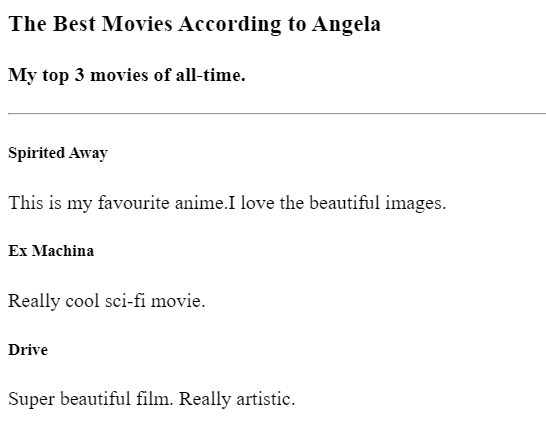 The Best Movies According to Angela
My top 3 movies of all-time.
Spirited Away
This is my favourite anime.I love the beautiful images.
Ex Machina
Really cool sci-fi movie.
Drive
Super beautiful film. Really artistic.